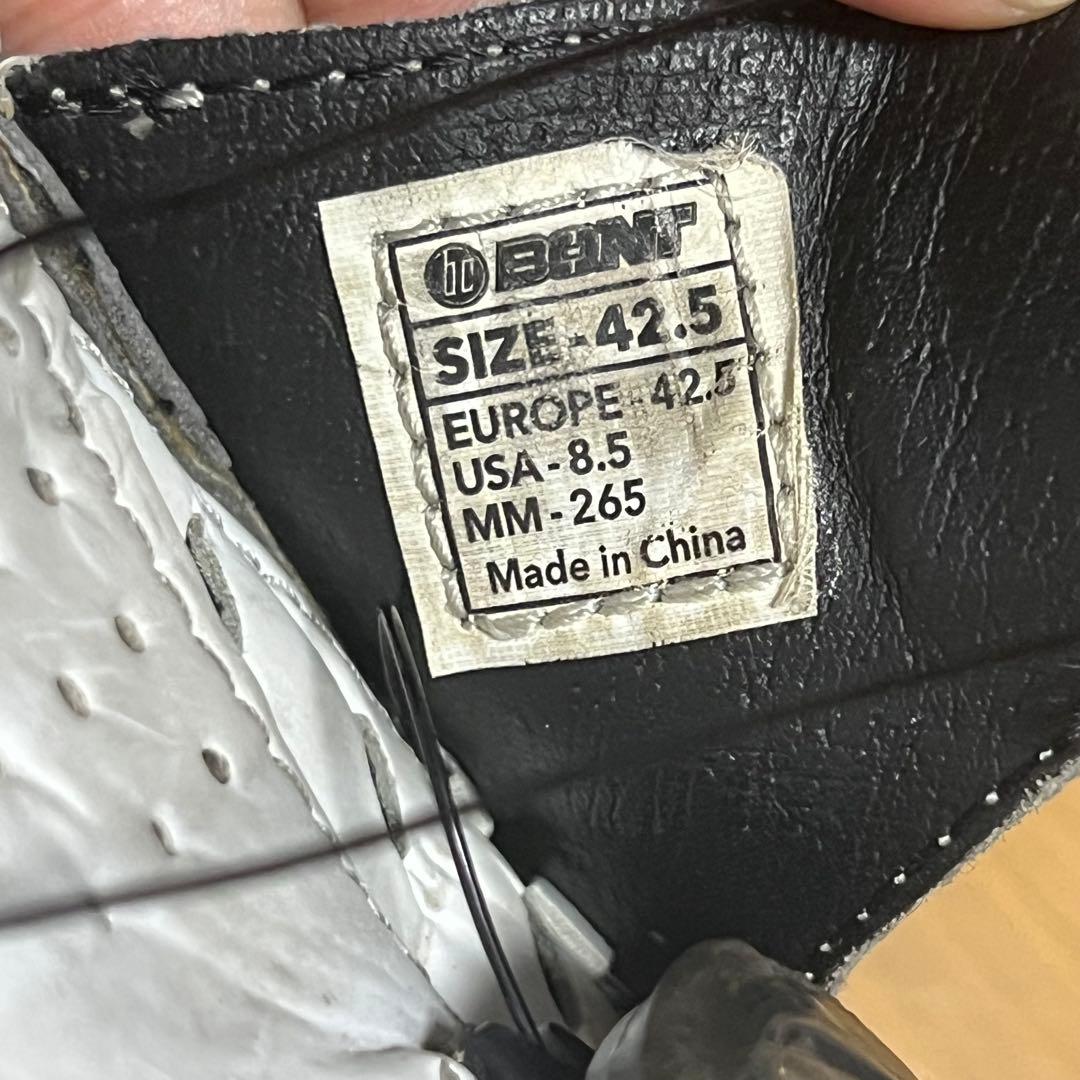 BONT
SIZE - 42.5
EUROPE - 42.5
USA - 8.5
MM - 265
Made in China